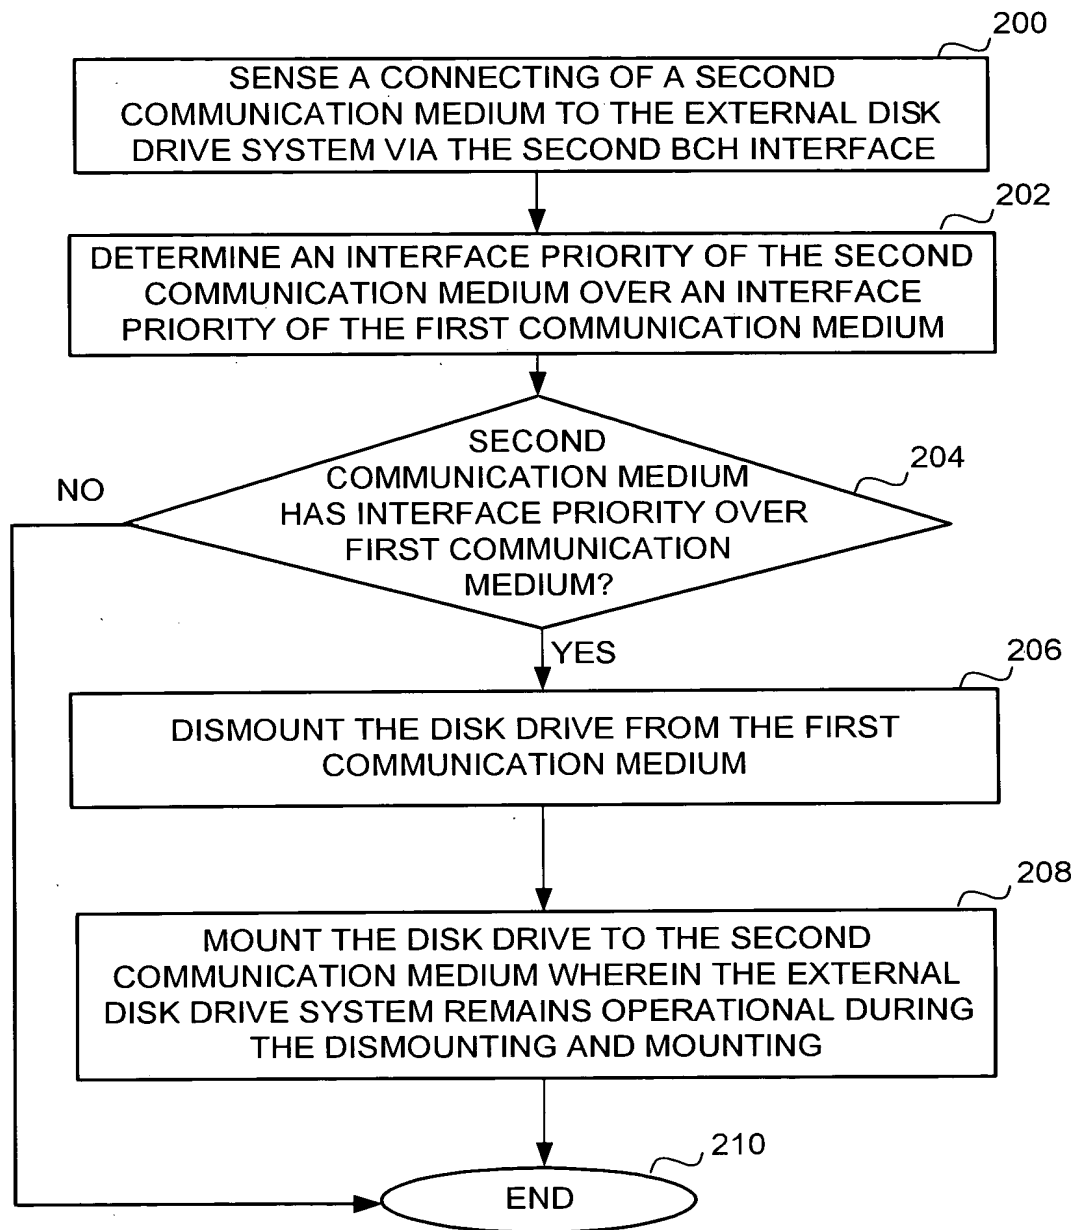 200
SENSE A CONNECTING OF A SECOND
COMMUNICATION MEDIUM TO THE EXTERNAL DISK
DRIVE SYSTEM VIA THE SECOND BCH INTERFACE
202
DETERMINE AN INTERFACE PRIORITY OF THE SECOND
COMMUNICATION MEDIUM OVER AN INTERFACE
PRIORITY OF THE FIRST COMMUNICATION MEDIUM
SECOND
COMMUNICATION MEDIUM
HAS INTERFACE PRIORITY OVER
FIRST COMMUNICATION
MEDIUM?
204
NO
YES
206
DISMOUNT THE DISK DRIVE FROM THE FIRST
COMMUNICATION MEDIUM
208
MOUNT THE DISK DRIVE TO THE SECOND
COMMUNICATION MEDIUM WHEREIN THE EXTERNAL
DISK DRIVE SYSTEM REMAINS OPERATIONAL DURING
THE DISMOUNTING AND MOUNTING
210
END